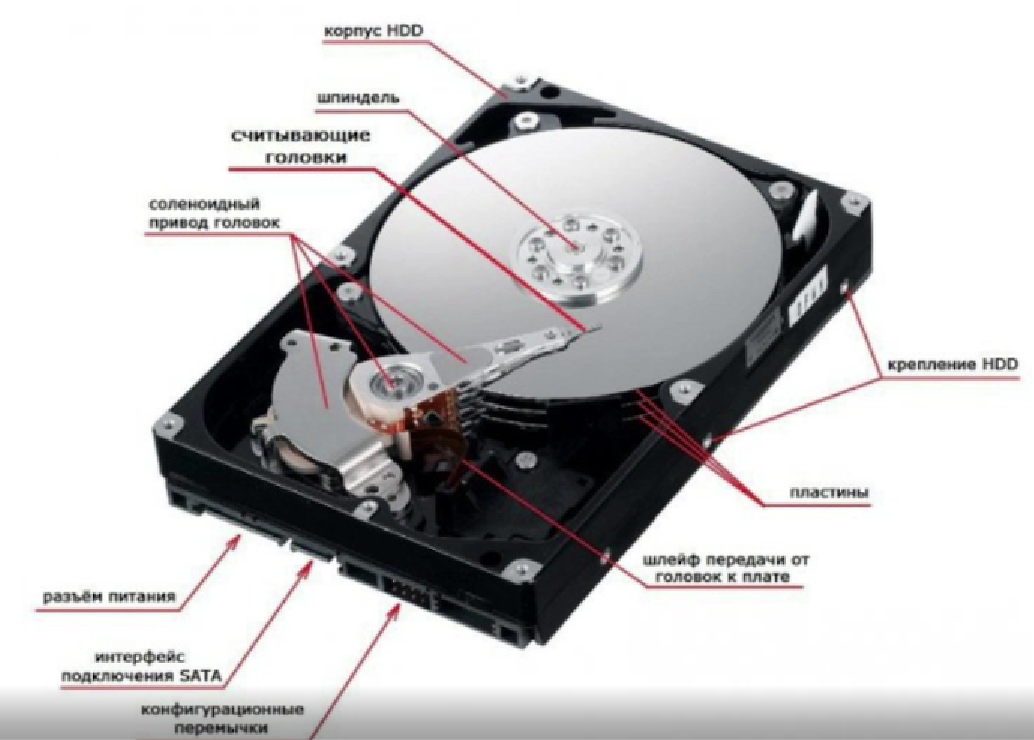 корпус HDD
шпиндель
считывающие
головки
соленоидный
привод головок
крепление HDD
пластины
шлейф передачи от
головок к плате
разъём питания
интерфейс
подключения SATA
конфигурационные
перемычки